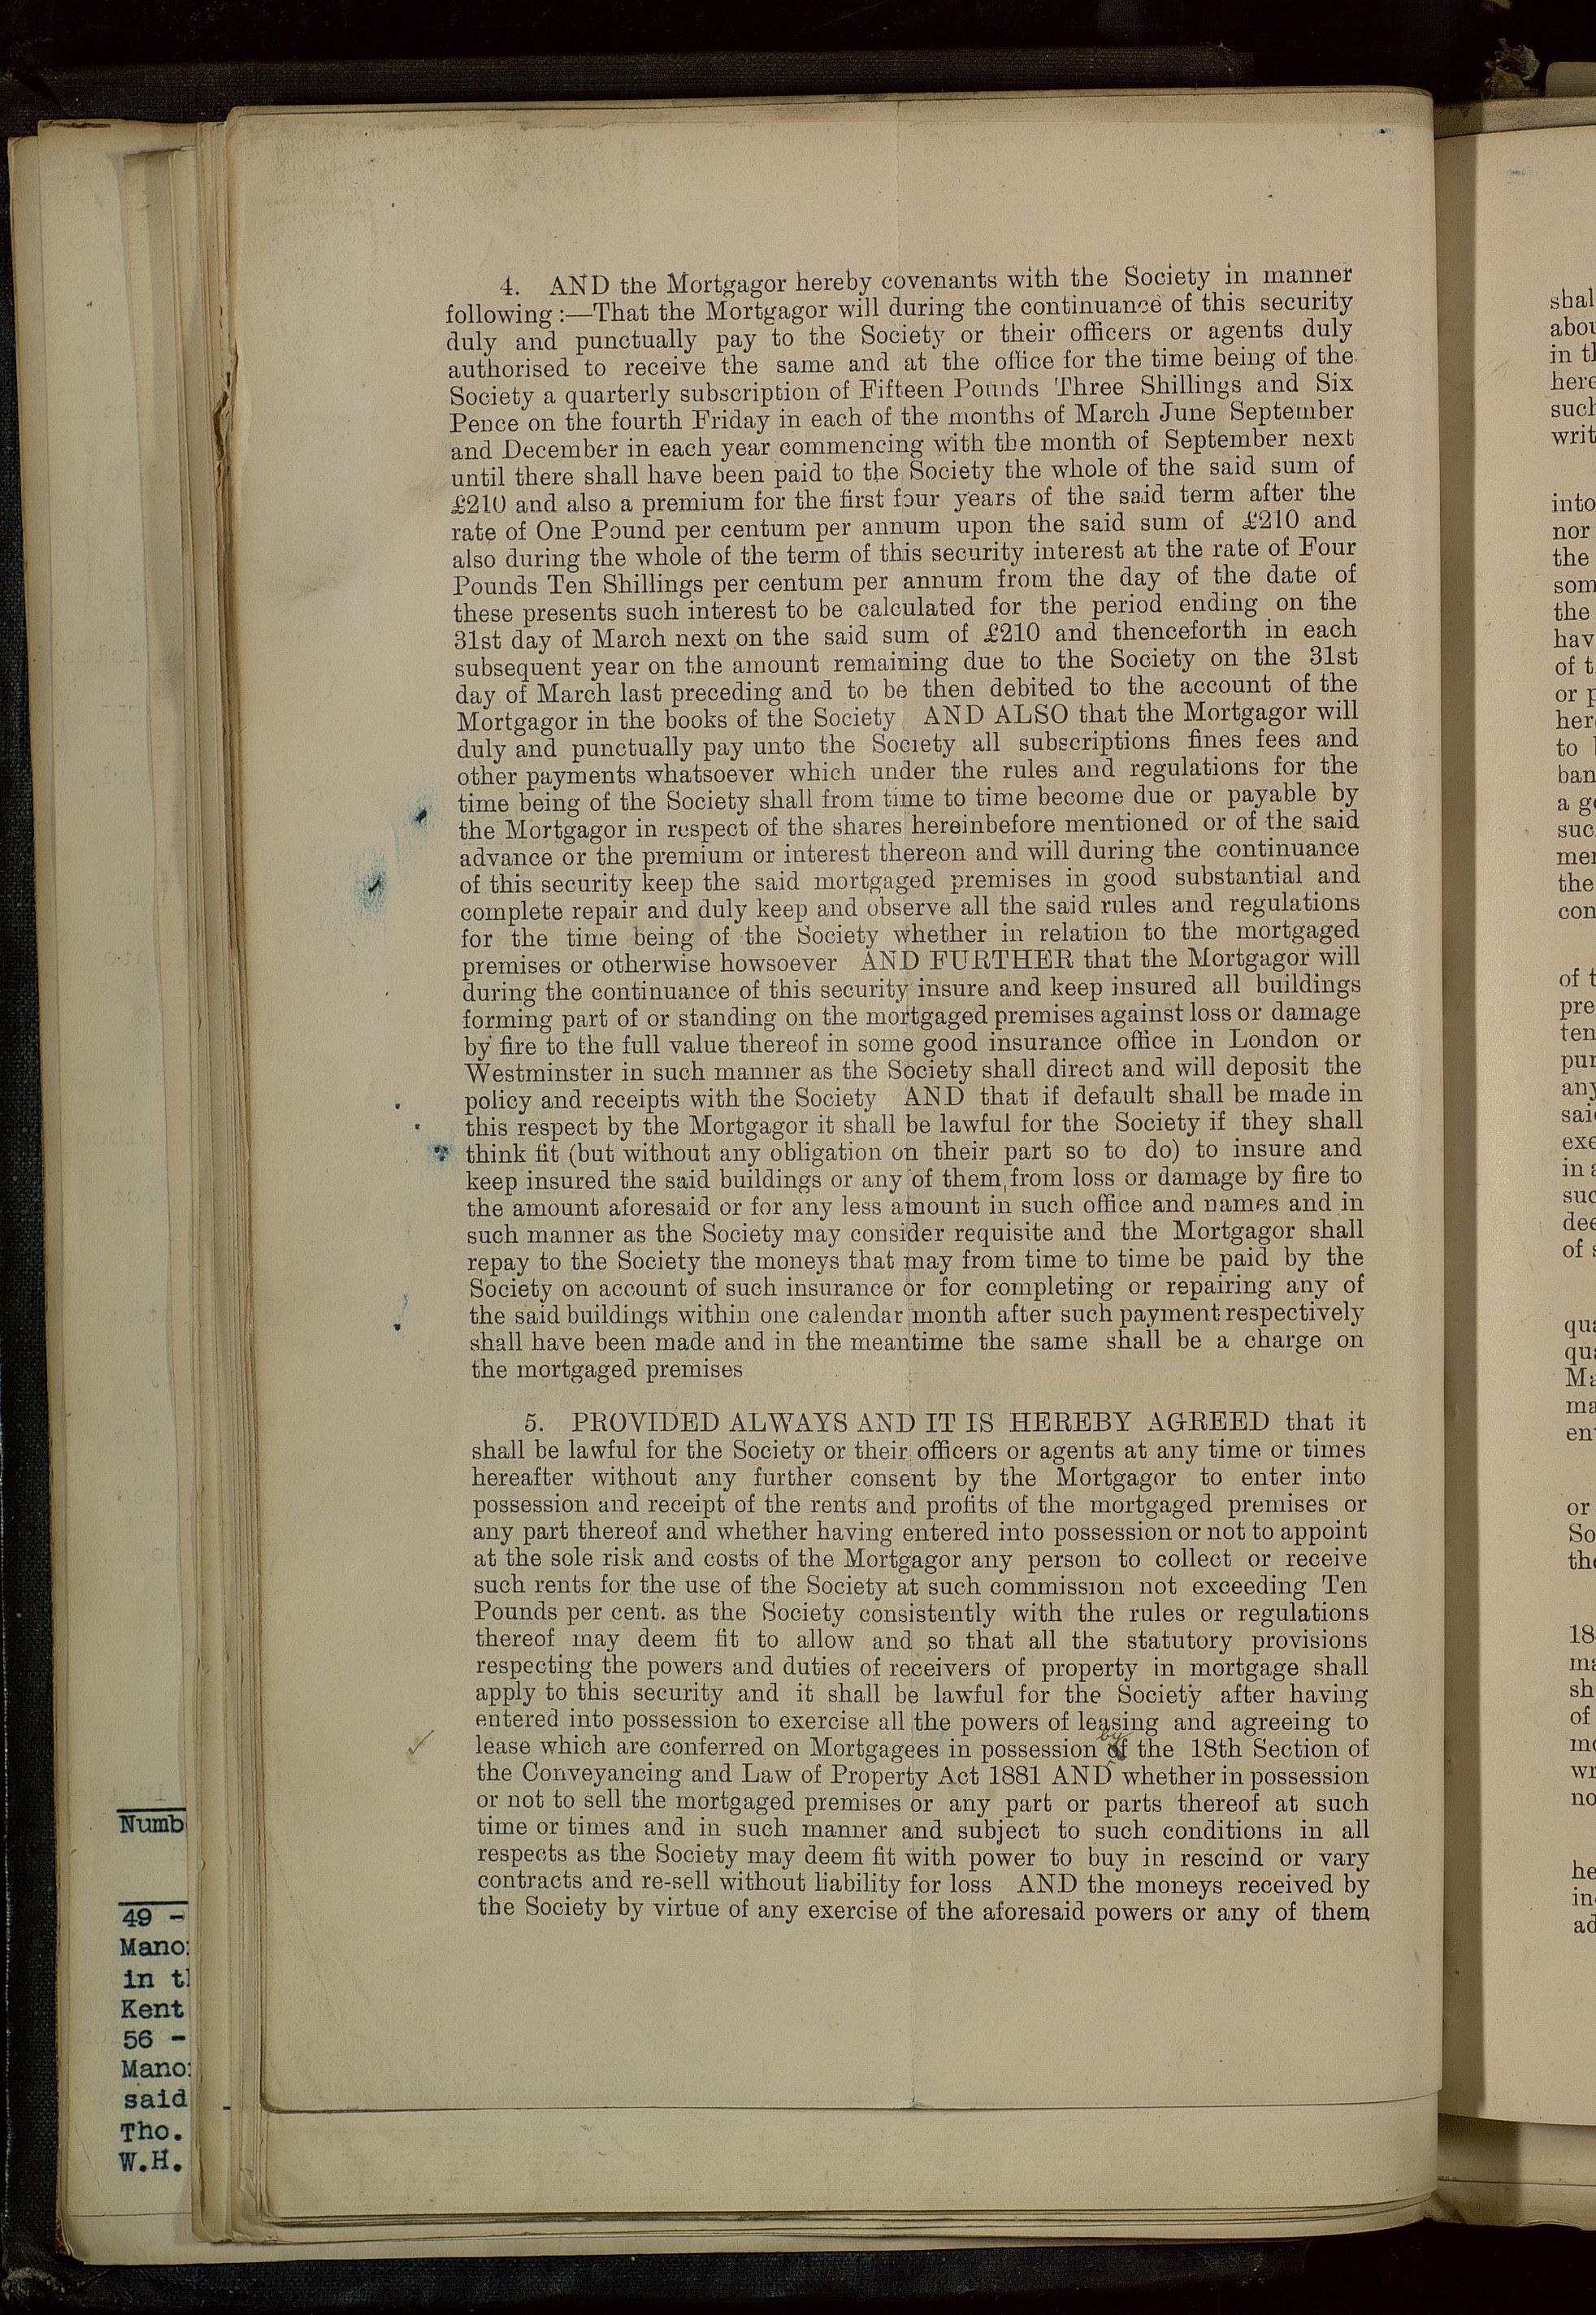 4. AND the Mortgagor hereby covenants with the Society in manner
following :—That the Mortgagor will during the continuance of this security
duly and punctually pay to the Society or their officers or agents duly
authorised to receive the same and at the office for the time being of the
Society a quarterly subscription of Fifteen Pounds Three Shillings and Six
Pence on the fourth Friday in each of the months of March June September
and December in each year commencing with the month of September next
until there shall have been paid to the Society the whole of the said sum of
£210 and also a premium for the first four years of the said term after the
rate of One Pound per centum per annum upon the said sum of £210 and
also during the whole of the term of this security interest at the rate of Four
Pounds Ten Shillings per centum per annum from the day of the date of
these presents such interest to be calculated for the period ending on the
31st day of March next on the said sum of £210 and thenceforth in each
subsequent year on the amount remaining due to the Society on the 31st
day of March last preceding and to be then debited to the account of the
Mortgagor in the books of the Society AND ALSO that the Mortgagor will
duly and punctually pay unto the Society all subscriptions fines fees and
other payments whatsoever which under the rules and regulations for the
time being of the Society shall from time to time become due or payable by
the Mortgagor in respect of the shares hereinbefore mentioned or of the said
advance or the premium or interest thereon and will during the continuance
of this security keep the said mortgaged premises in good substantial and
complete repair and duly keep and observe all the said rules and regulations
for the time being of the Society whether in relation to the mortgaged
premises or otherwise howsoever AND FURTHER that the Mortgagor will
during the continuance of this security insure and keep insured all buildings
forming part of or standing on the mortgaged premises against loss or damage
by fire to the full value thereof in some good insurance office in London or
Westminster in such manner as the Society shall direct and will deposit the
policy and receipts with the Society AND that if default shall be made in
this respect by the Mortgagor it shall be lawful for the Society if they shall
think fit (but without any obligation on their part so to do) to insure and
keep insured the said buildings or any of them from loss or damage by fire to
the amount aforesaid or for any less amount in such office and names and in
such manner as the Society may consider requisite and the Mortgagor shall
repay to the Society the moneys that may from time to time be paid by the
Society on account of such insurance or for completing or repairing any of
the said buildings within one calendar month after such payment respectively
shall have been made and in the meantime the same shall be a charge on
the mortgaged premises
5. PROVIDED ALWAYS AND IT IS HEREBY AGREED that it
shall be lawful for the Society or their officers or agents at any time or times
hereafter without any further consent by the Mortgagor to enter into
possession and receipt of the rents and profits of the mortgaged premises or
any part thereof and whether having entered into possession or not to appoint
at the sole risk and costs of the Mortgagor any person to collect or receive
such rents for the use of the Society at such commission not exceeding Ten
Pounds per cent. as the Society consistently with the rules or regulations
thereof may deem fit to allow and so that all the statutory provisions
respecting the powers and duties of receivers of property in mortgage shall
apply to this security and it shall be lawful for the Society after having
entered into possession to exercise all the powers of leasing and agreeing to
lease which are conferred on Mortgagees in possession by the 18th Section of
the Conveyancing and Law of Property Act 1881 AND whether in possession
or not to sell the mortgaged premises or any part or parts thereof at such
time or times and in such manner and subject to such conditions in all
respects as the Society may deem fit with power to buy in rescind or vary
contracts and re-sell without liability for loss AND the moneys received by
the Society by virtue of any exercise of the aforesaid powers or any of them
Numb
49 -
Mano
in t
Kent
56 -
Mano
said
Tho.
W.H.